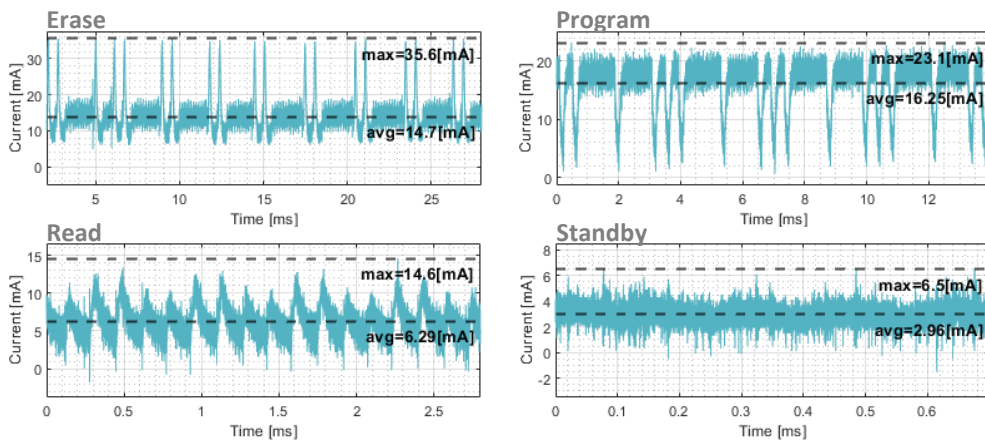 Erase
Current [mA]
30
20
10
0
max=35.6[mA]
avg=14.7[mA]
5 10 15 20 25
Time [ms]
Program
Current [mA]
20
10
0
max=23.1[mA]
avg=16.25[mA]
0 2 4 6 8 10 12
Time [ms]
Read
Current [mA]
15
10
5
0
max=14.6[mA]
avg=6.29[mA]
0 0.5 1 1.5 2 2.5
Time [ms]
Standby
Current [mA]
8
6
4
2
0
-2
max=6.5[mA]
avg=2.96[mA]
0 0.1 0.2 0.3 0.4 0.5 0.6
Time [ms]